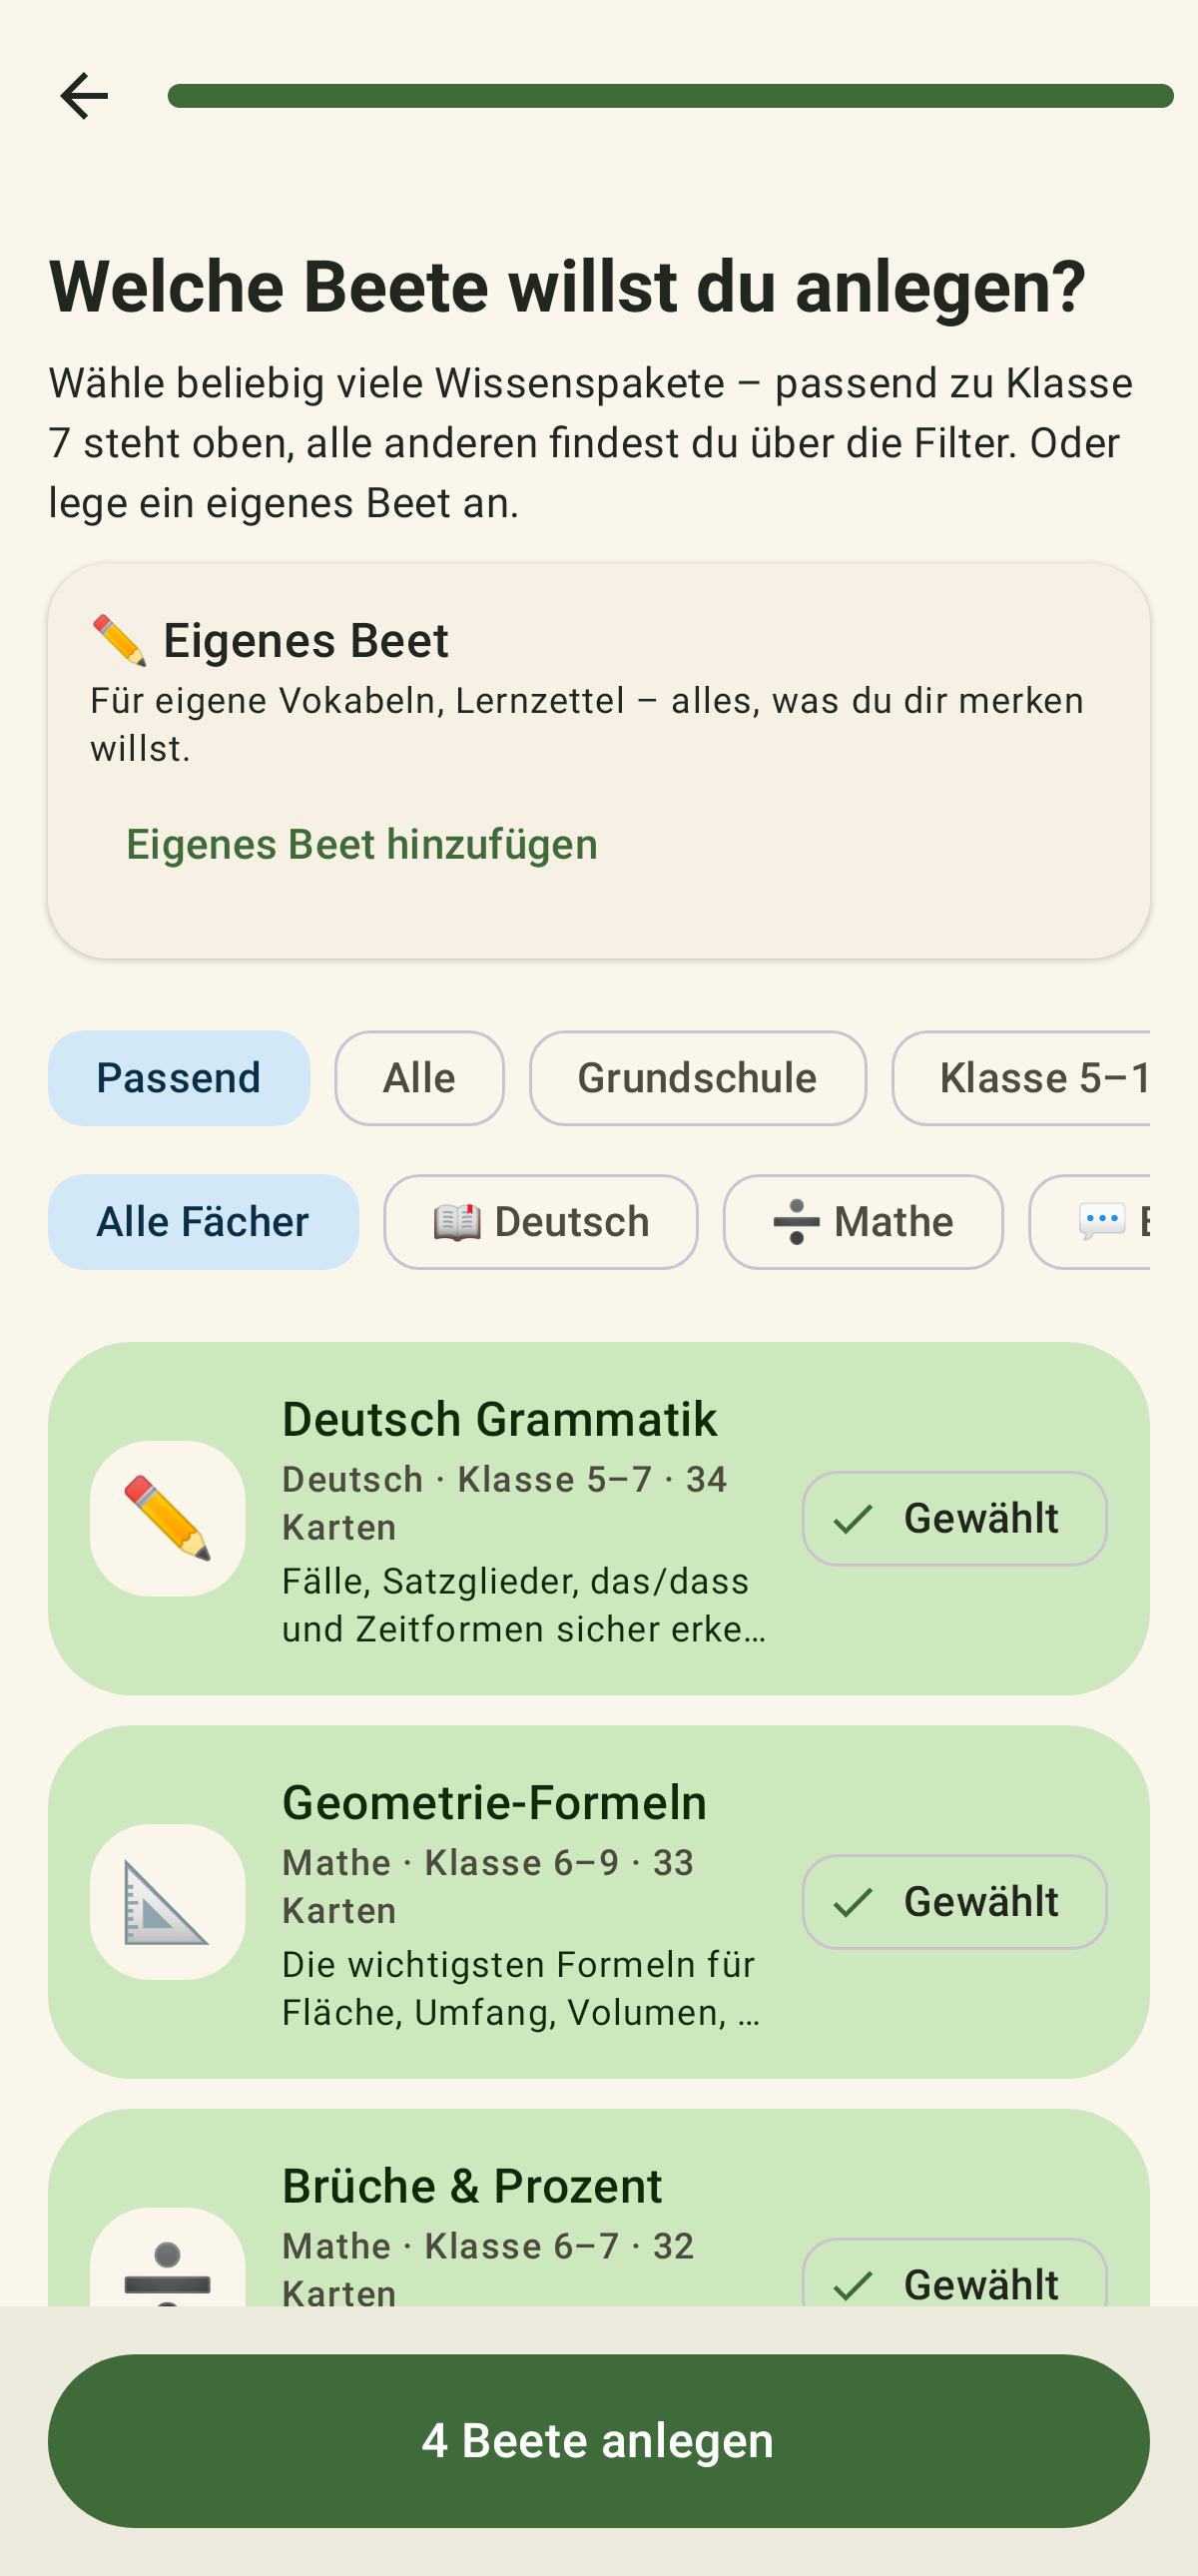 Welche Beete willst du anlegen?
Wähle beliebig viele Wissenspakete – passend zu Klasse
7 steht oben, alle anderen findest du über die Filter. Oder
lege ein eigenes Beet an.
Eigenes Beet
Für eigene Vokabeln, Lernzettel – alles, was du dir merken
willst.
Eigenes Beet hinzufügen
Passend Alle Grundschule Klasse 5–1
Alle Fächer Deutsch Mathe
Deutsch Grammatik
Deutsch · Klasse 5–7 · 34
Karten
Gewählt
Fälle, Satzglieder, das/dass
und Zeitformen sicher erke…
Geometrie-Formeln
Mathe · Klasse 6–9 · 33
Karten
Gewählt
Die wichtigsten Formeln für
Fläche, Umfang, Volumen, …
Brüche & Prozent
Mathe · Klasse 6–7 · 32
Karten
Gewählt
4 Beete anlegen